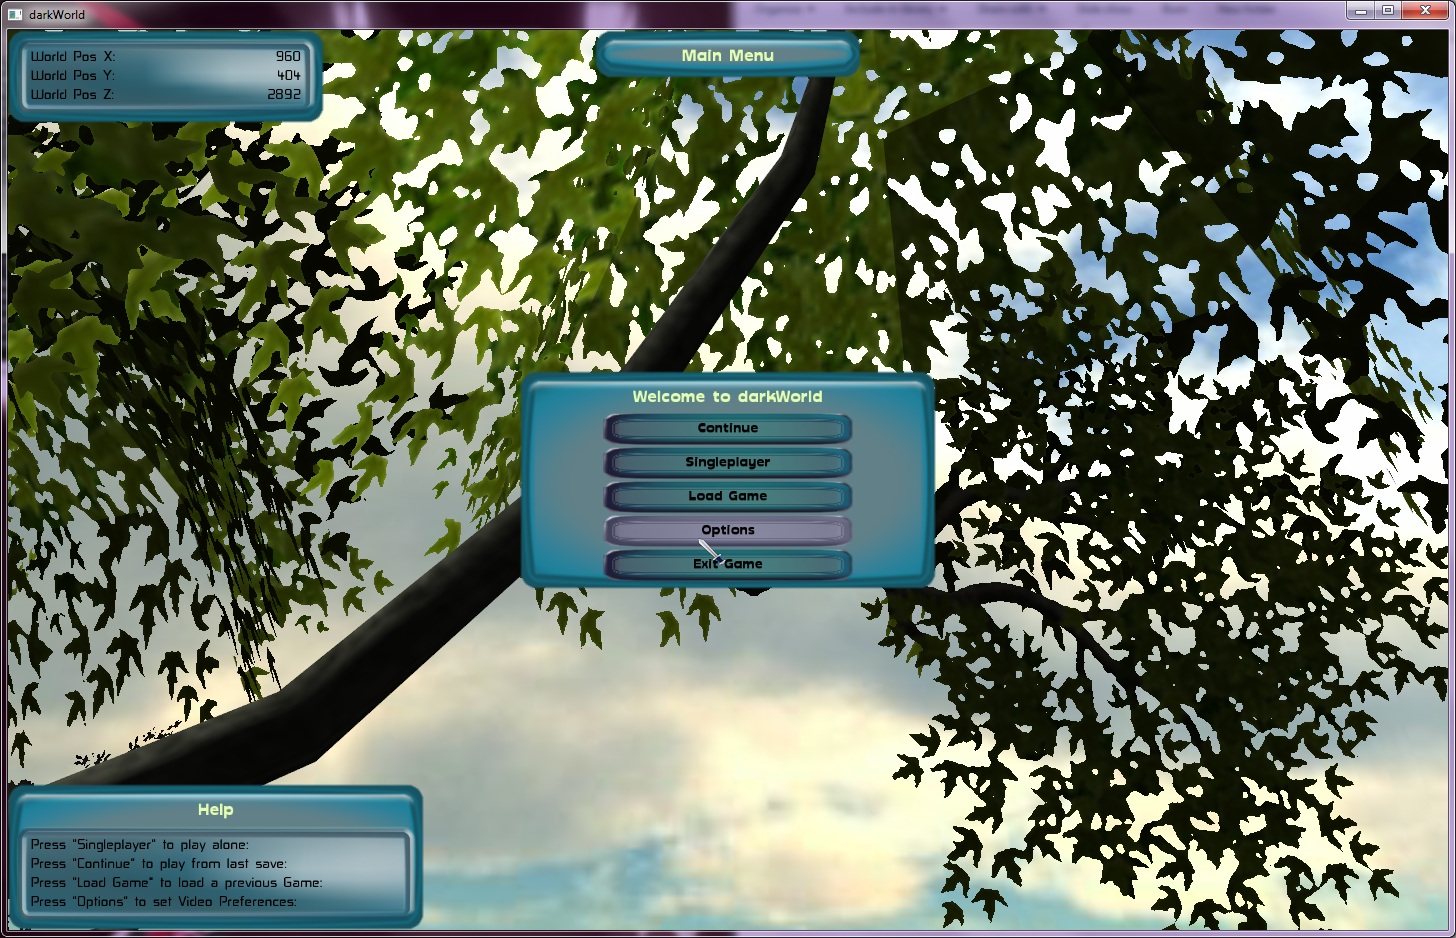 darkWorld
World Pos X: 960
World Pos Y: 404
World Pos Z: 2892
Main Menu
Welcome to darkWorld
Continue
Singleplayer
Load Game
Options
Exit Game
Help
Press "Singleplayer" to play alone:
Press "Continue" to play from last save:
Press "Load Game" to load a previous Game:
Press "Options" to set Video Preferences: